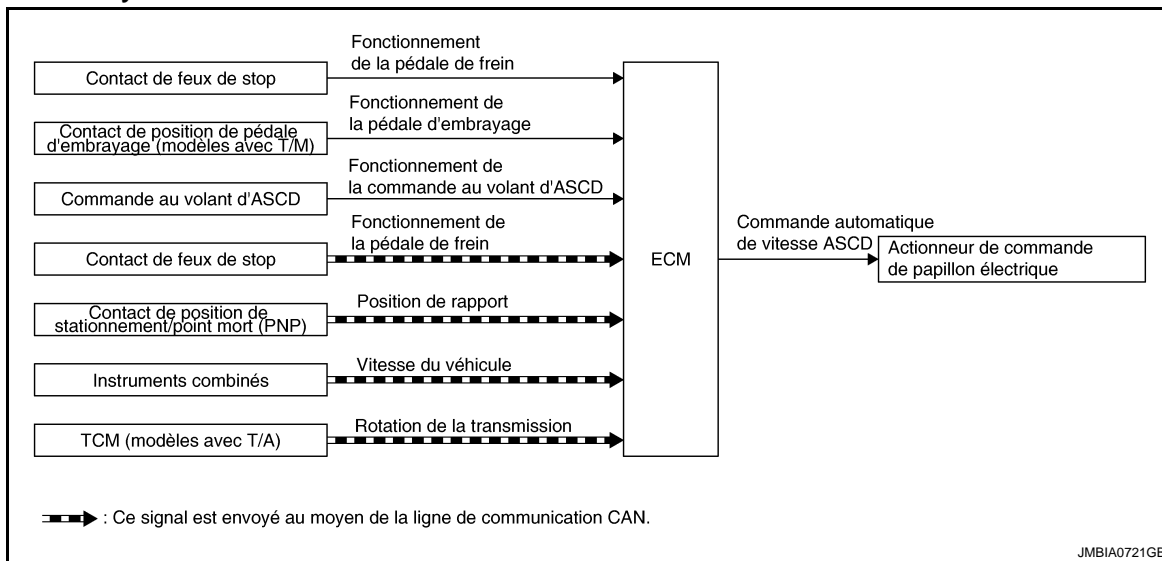 Fonctionnement
de la pédale de frein
Contact de feux de stop
Fonctionnement de
la pédale d'embrayage
Contact de position de pédale
d'embrayage (modèles avec T/M)
Fonctionnement de
la commande au volant d'ASCD
Commande au volant d'ASCD
Fonctionnement de
la pédale de frein
Contact de feux de stop
ECM
Commande automatique
de vitesse ASCD
Actionneur de commande
de papillon électrique
Position de rapport
Contact de position de
stationnement/point mort (PNP)
Vitesse du véhicule
Instruments combinés
Rotation de la transmission
TCM (modèles avec T/A)
: Ce signal est envoyé au moyen de la ligne de communication CAN.
JMBIA0721GB